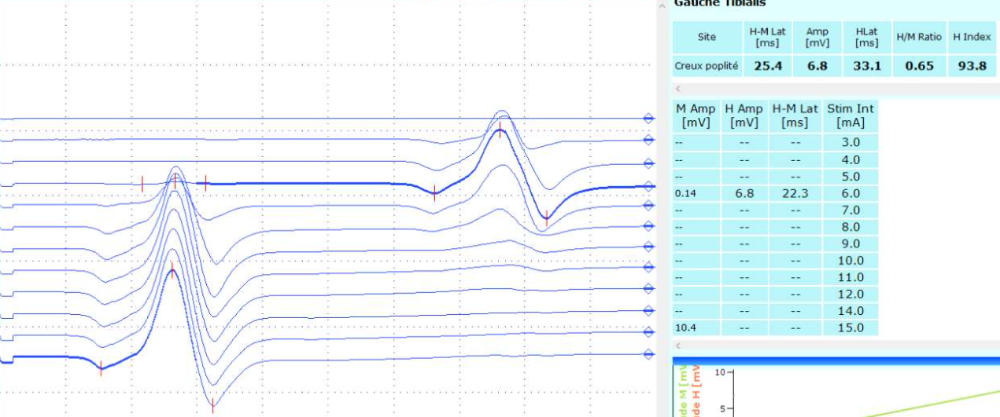 Gauche Tibialis
Site H-M Lat [ms] Amp [mV] HLat [ms] H/M Ratio H Index
Creux poplité 25.4 6.8 33.1 0.65 93.8
M Amp [mV] H Amp [mV] H-M Lat [ms] Stim Int [mA]
-- -- -- 3.0
-- -- -- 4.0
-- -- -- 5.0
0.14 6.8 22.3 6.0
-- -- -- 7.0
-- -- -- 8.0
-- -- -- 9.0
-- -- -- 10.0
-- -- -- 11.0
-- -- -- 12.0
-- -- -- 14.0
10.4 -- -- 15.0
10
5
de M [mV
de H [mV